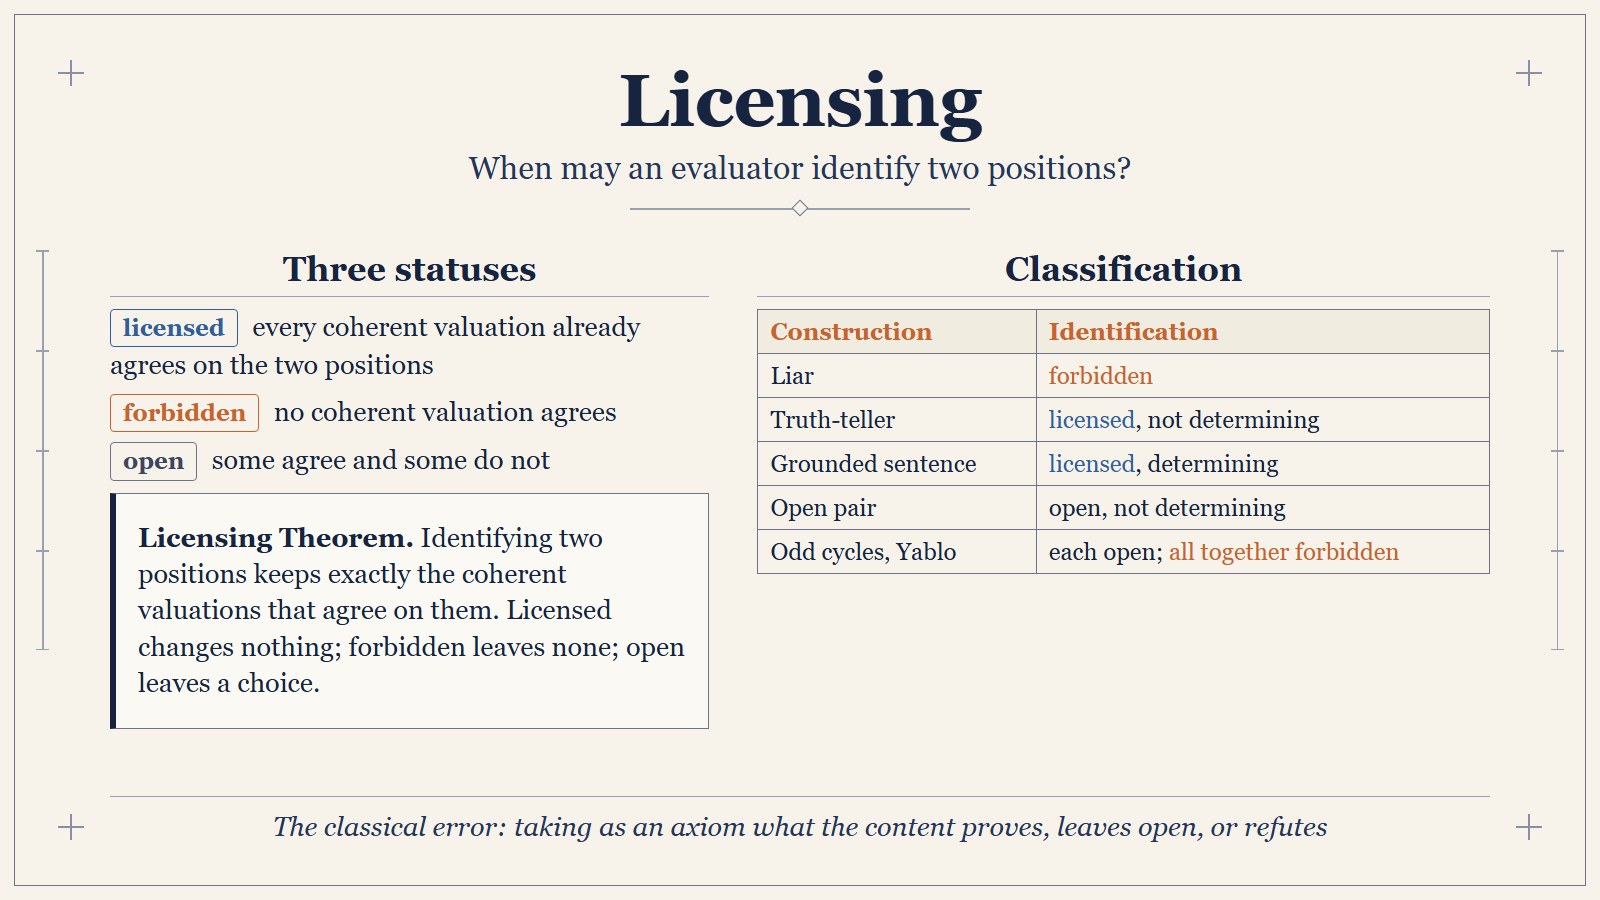 Licensing
When may an evaluator identify two positions?
Three statuses
licensed every coherent valuation already
agrees on the two positions
forbidden no coherent valuation agrees
open some agree and some do not
Licensing Theorem. Identifying two
positions keeps exactly the coherent
valuations that agree on them. Licensed
changes nothing; forbidden leaves none; open
leaves a choice.
Classification
Construction Identification
Liar forbidden
Truth-teller licensed, not determining
Grounded sentence licensed, determining
Open pair open, not determining
Odd cycles, Yablo each open; all together forbidden
The classical error: taking as an axiom what the content proves, leaves open, or refutes